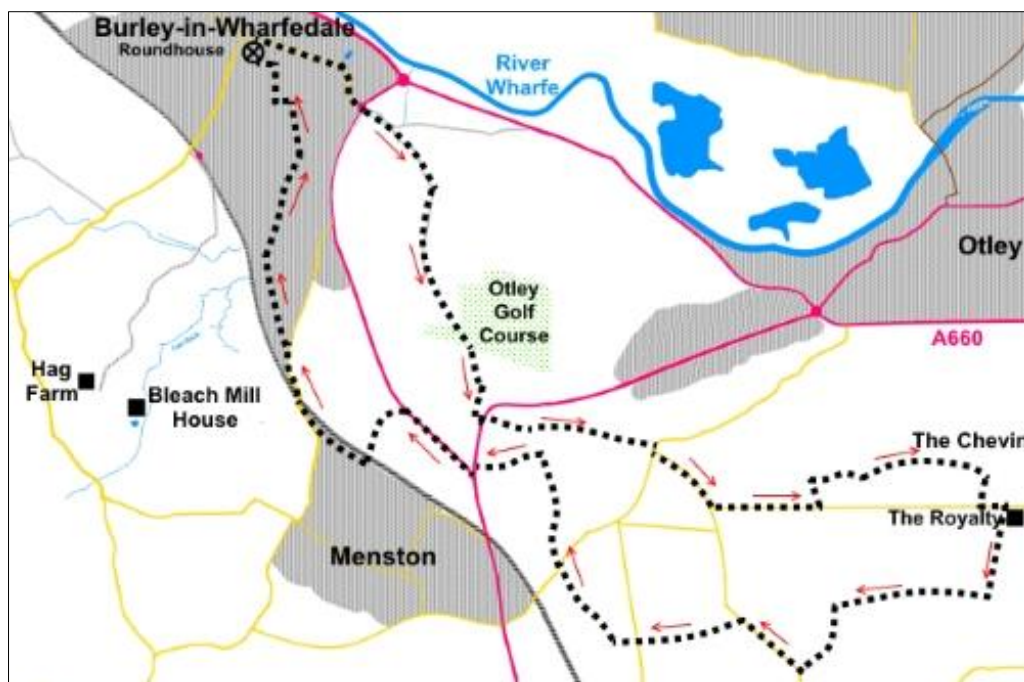 Burley-in-Wharfedale
Roundhouse
River
Wharfe
Otley
Otley
Golf
Course
A660
Hag
Farm
Bleach Mill
House
The Chevin
The Royalty
Menston